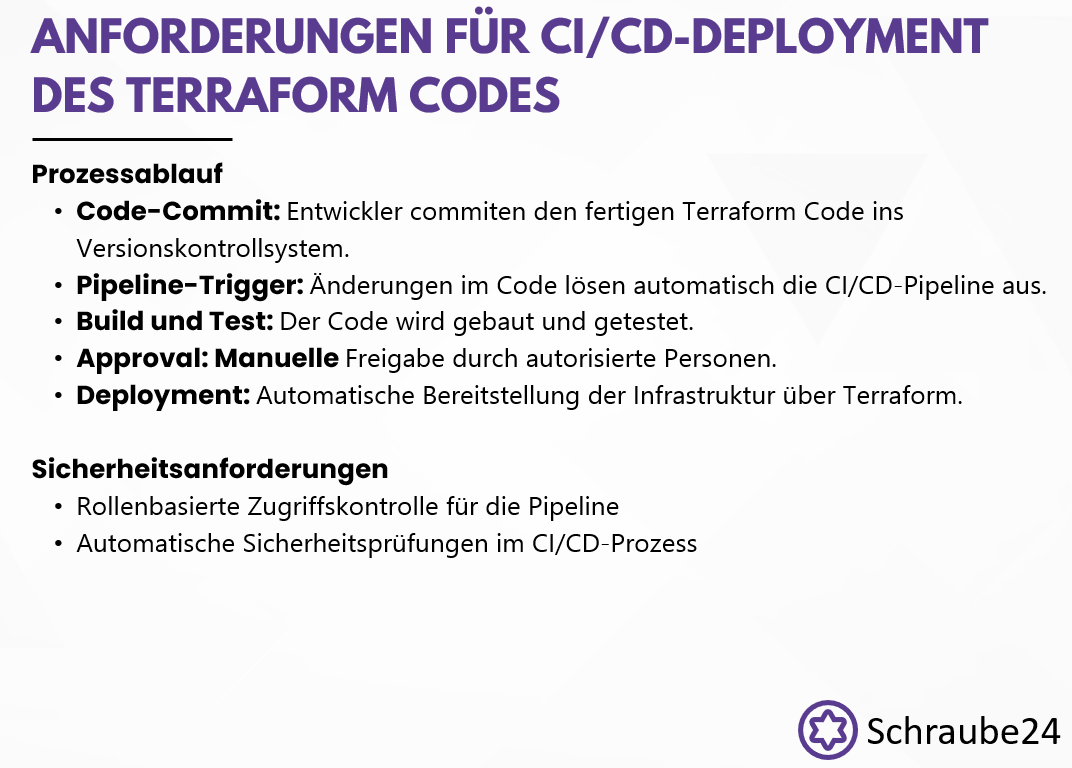 ANFORDERUNGEN FÜR CI/CD-DEPLOYMENT
DES TERRAFORM CODES
Prozessablauf
• Code-Commit: Entwickler commiten den fertigen Terraform Code ins
Versionskontrollsystem.
• Pipeline-Trigger: Änderungen im Code lösen automatisch die CI/CD-Pipeline aus.
• Build und Test: Der Code wird gebaut und getestet.
• Approval: Manuelle Freigabe durch autorisierte Personen.
• Deployment: Automatische Bereitstellung der Infrastruktur über Terraform.
Sicherheitsanforderungen
• Rollenbasierte Zugriffskontrolle für die Pipeline
• Automatische Sicherheitsprüfungen im CI/CD-Prozess
Schraube24